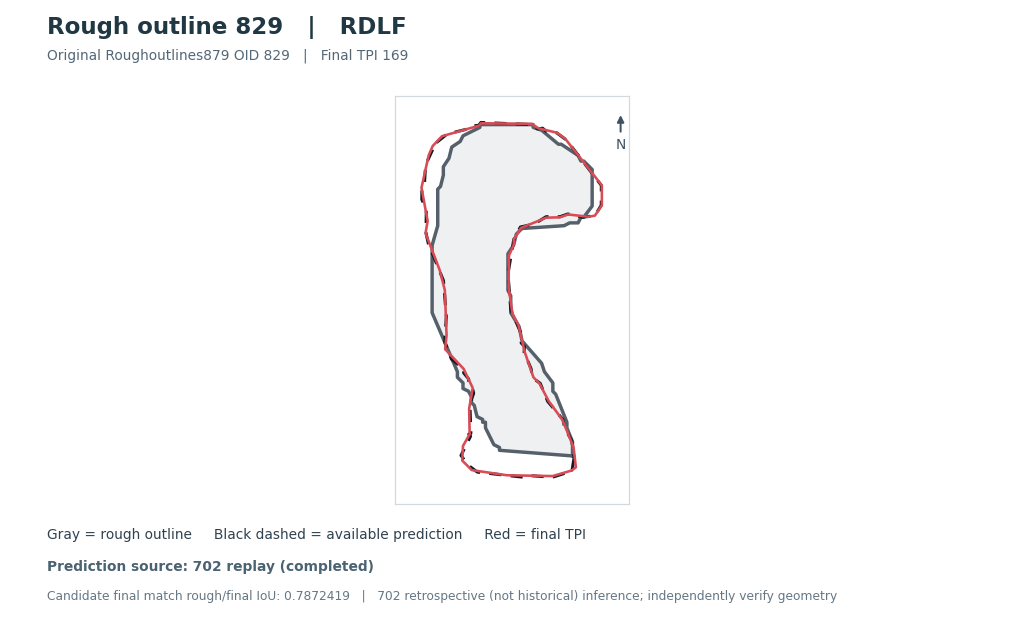 Rough outline 829   |   RDLF
Original Roughoutlines879 OID 829   |   Final TPI 169
N
Gray = rough outline     Black dashed = available prediction     Red = final TPI
Prediction source: 702 replay (completed)
Candidate final match rough/final IoU: 0.7872419   |   702 retrospective (not historical) inference; independently verify geometry